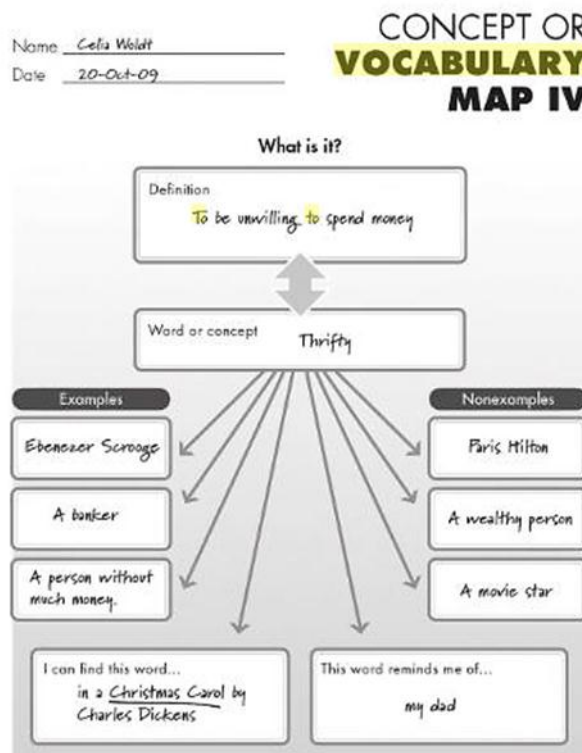 Name Celia Woldt
Date 20-Oct-09
CONCEPT OR
VOCABULARY
MAP IV
What is it?
Definition
To be unwilling to spend money
Word or concept Thrifty
Examples
Nonexamples
Ebenezer Scrooge
Paris Hilton
A banker
A wealthy person
A person without
much money.
A movie star
I can find this word...
in a Christmas Carol by
Charles Dickens
This word reminds me of...
my dad